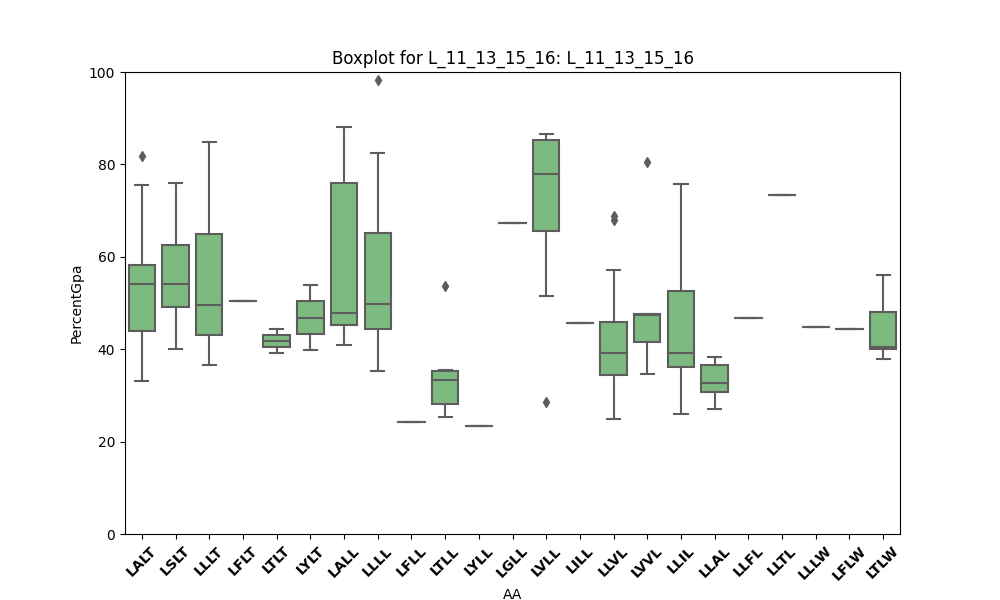 Boxplot for L_11_13_15_16: L_11_13_15_16
100
80
60
40
20
0
PercentGpa
LALT LSLT LLLT LFLT LTLT LYLT LALL LLLL LFLL LTLL LYLL LGLL LVLL LILL LLVL LVVL LLIL LLAL LLFL LLTL LLLW LFLW LTLW
AA